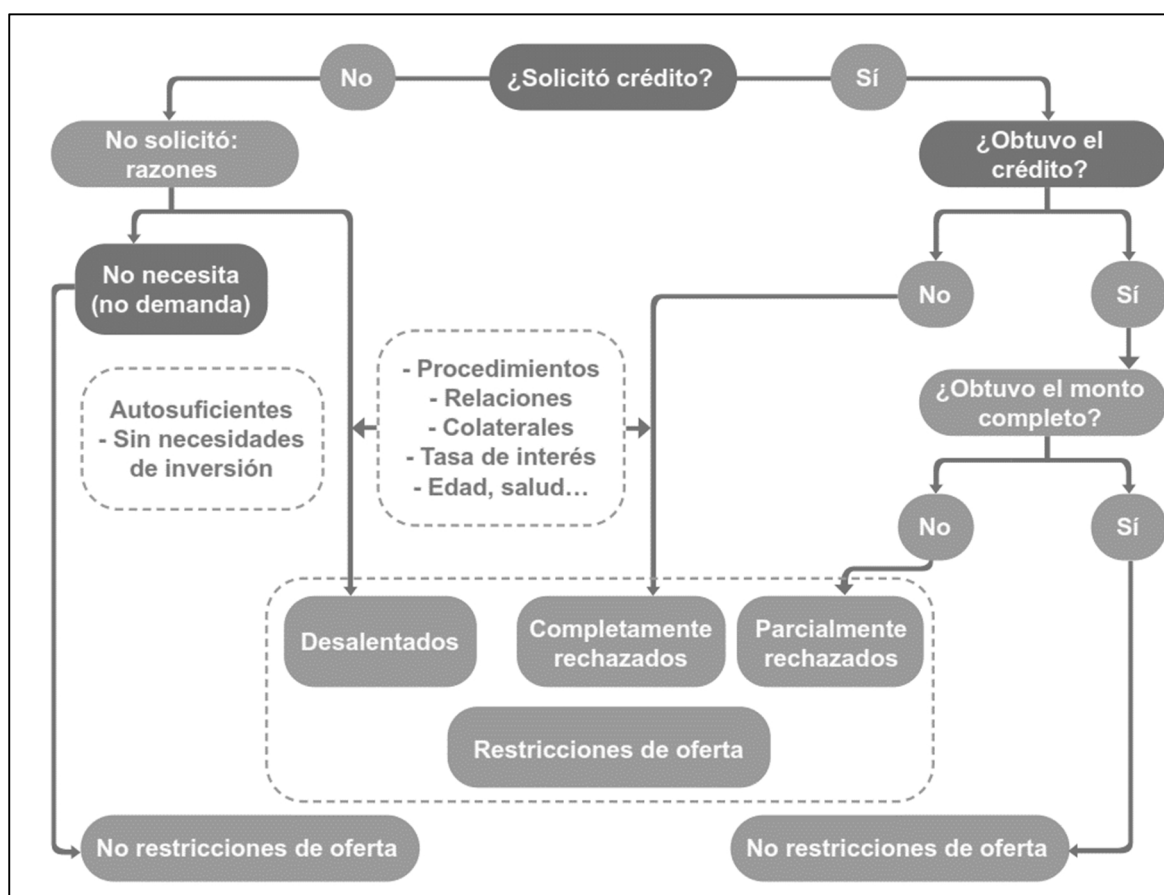 No
¿Solicitó crédito?
Sí
No solicitó:
razones
¿Obtuvo el
crédito?
No necesita
(no demanda)
No
Sí
Autosuficientes
- Sin necesidades
de inversión
- Procedimientos
- Relaciones
- Colaterales
- Tasa de interés
- Edad, salud…
¿Obtuvo el monto
completo?
No
Sí
Desalentados
Completamente
rechazados
Parcialmente
rechazados
Restricciones de oferta
No restricciones de oferta
No restricciones de oferta